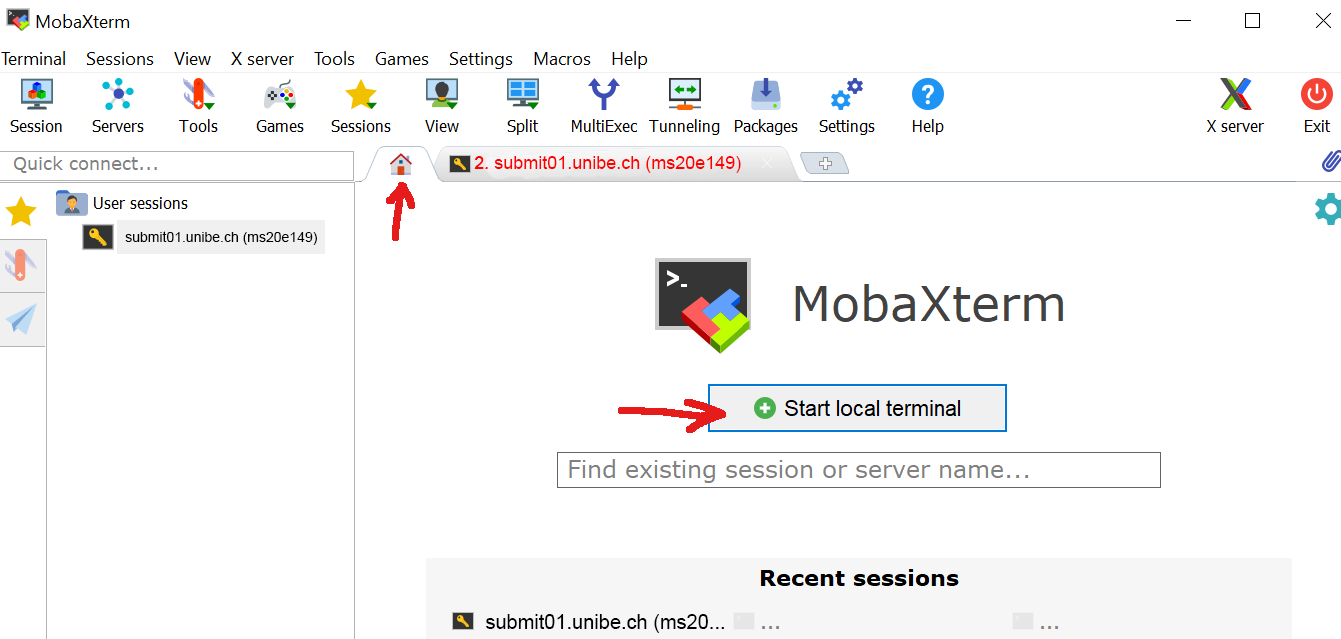 MobaXterm
Terminal Sessions View X server Tools Games Settings Macros Help
Session Servers Tools Games Sessions View Split MultiExec Tunneling Packages Settings Help X server Exit
Quick connect...
2. submit01.unibe.ch (ms20e149)
User sessions
submit01.unibe.ch (ms20e149)
>_
MobaXterm
Start local terminal
Find existing session or server name...
Recent sessions
submit01.unibe.ch (ms20... ... ...